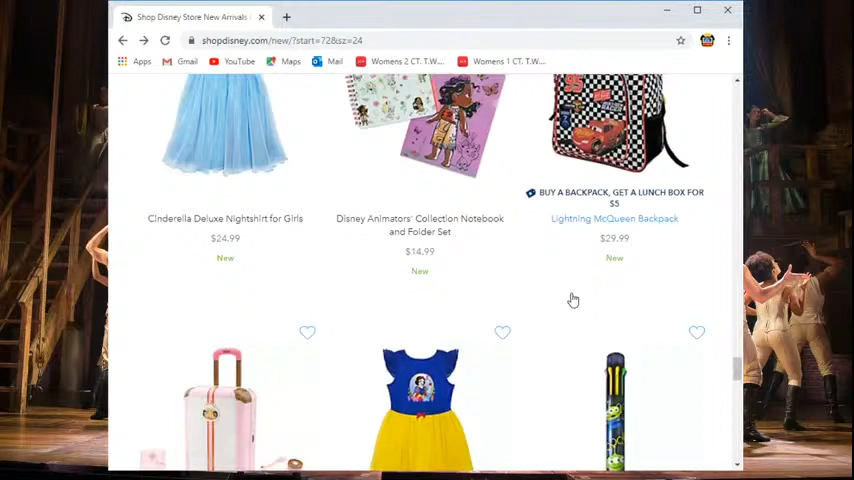 Shop Disney Store New Arrivals
shopdisney.com/new/?start=72&sz=24
Apps
Gmail
YouTube
Maps
Mail
Womens 2 CT. T.W....
Womens 1 CT. T.W....
95
BUY A BACKPACK, GET A LUNCH BOX FOR
$5
Cinderella Deluxe Nightshirt for Girls
$24.99
New
Disney Animators' Collection Notebook
and Folder Set
$14.99
New
Lightning McQueen Backpack
$29.99
New